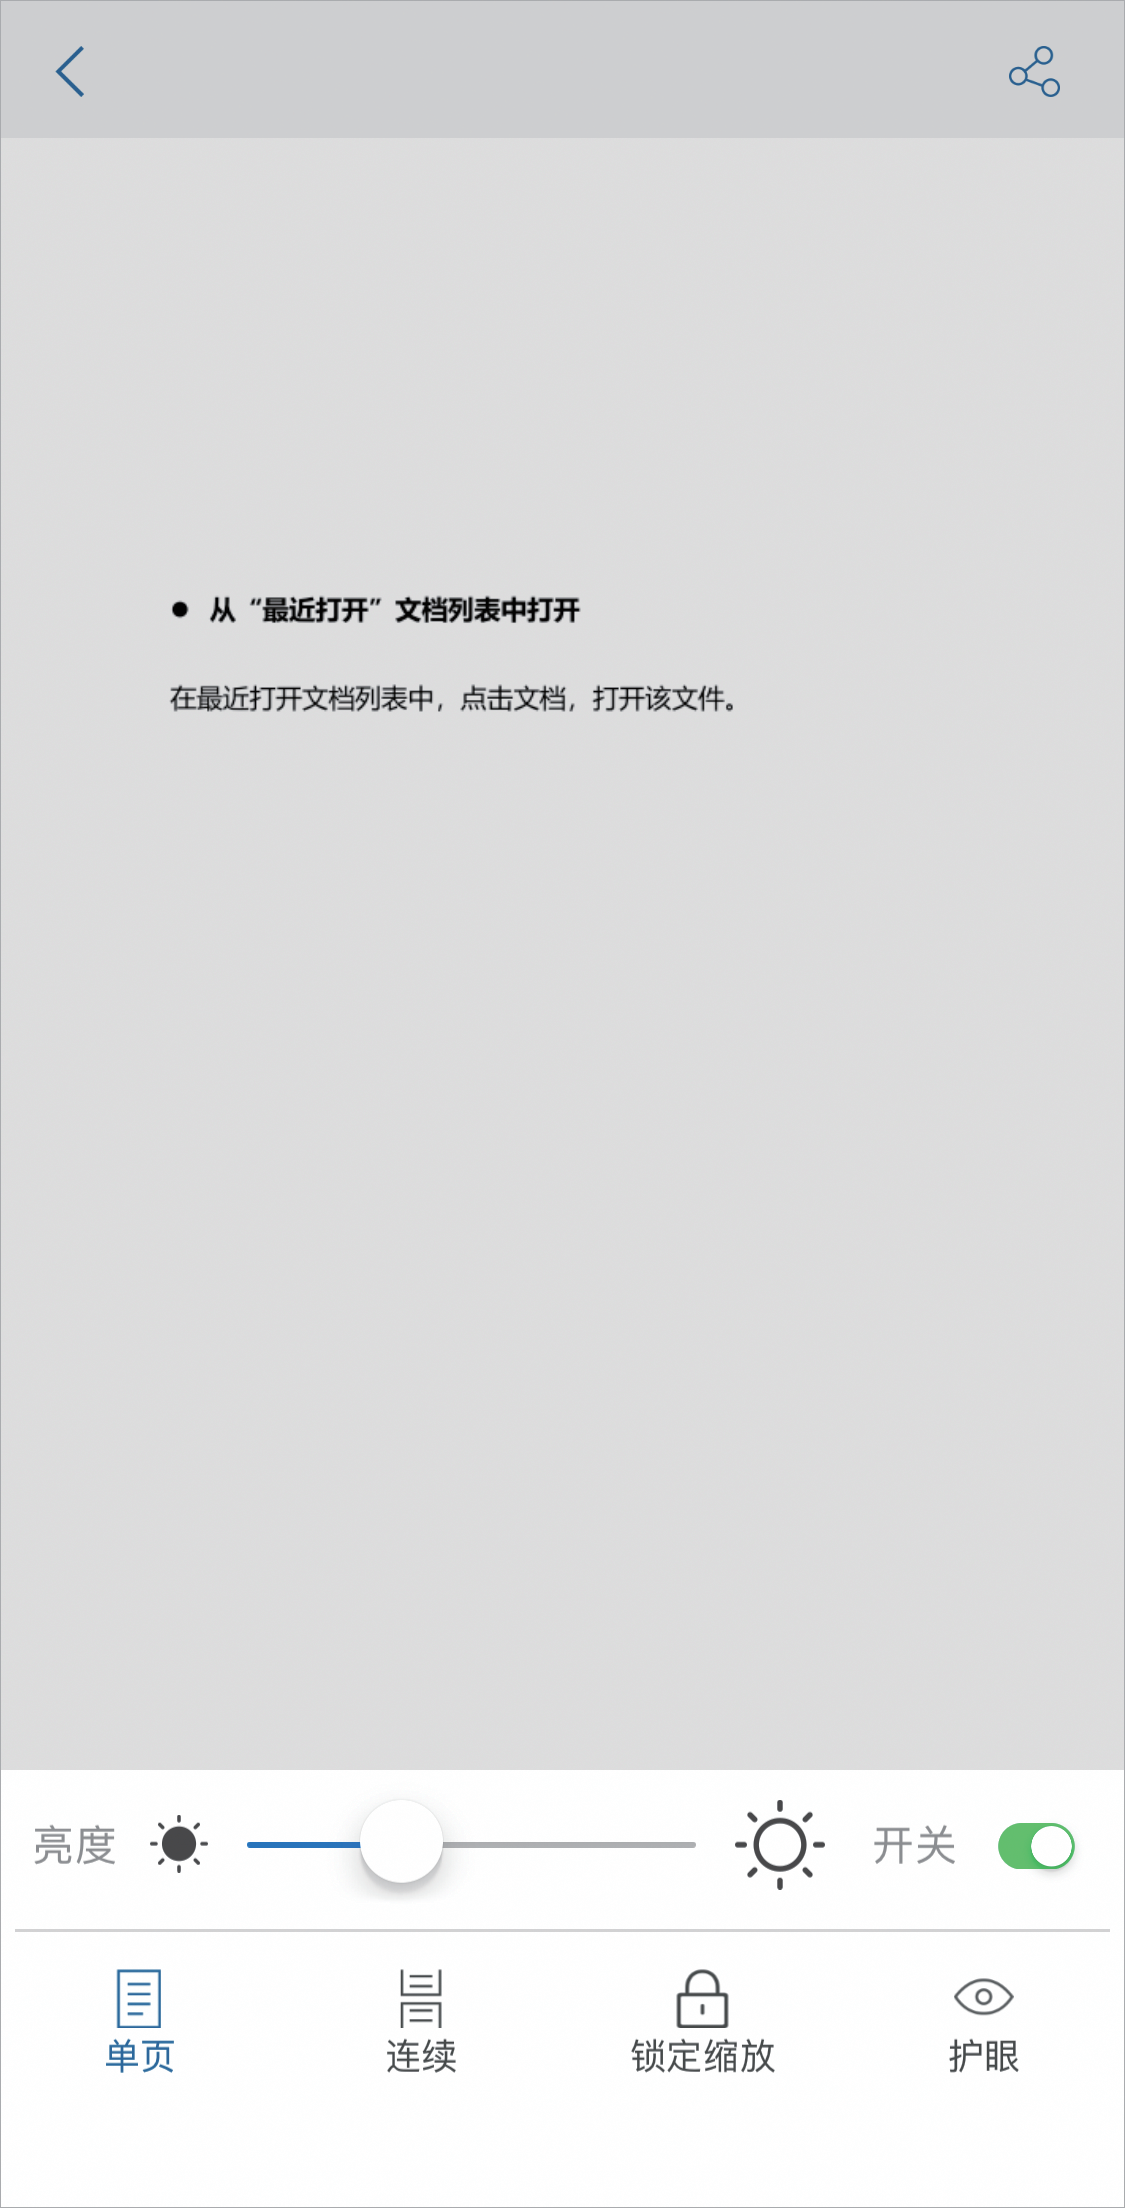 ● 从“最近打开”文档列表中打开
在最近打开文档列表中，点击文档，打开该文件。
亮度 开关
单页 连续 锁定缩放 护眼